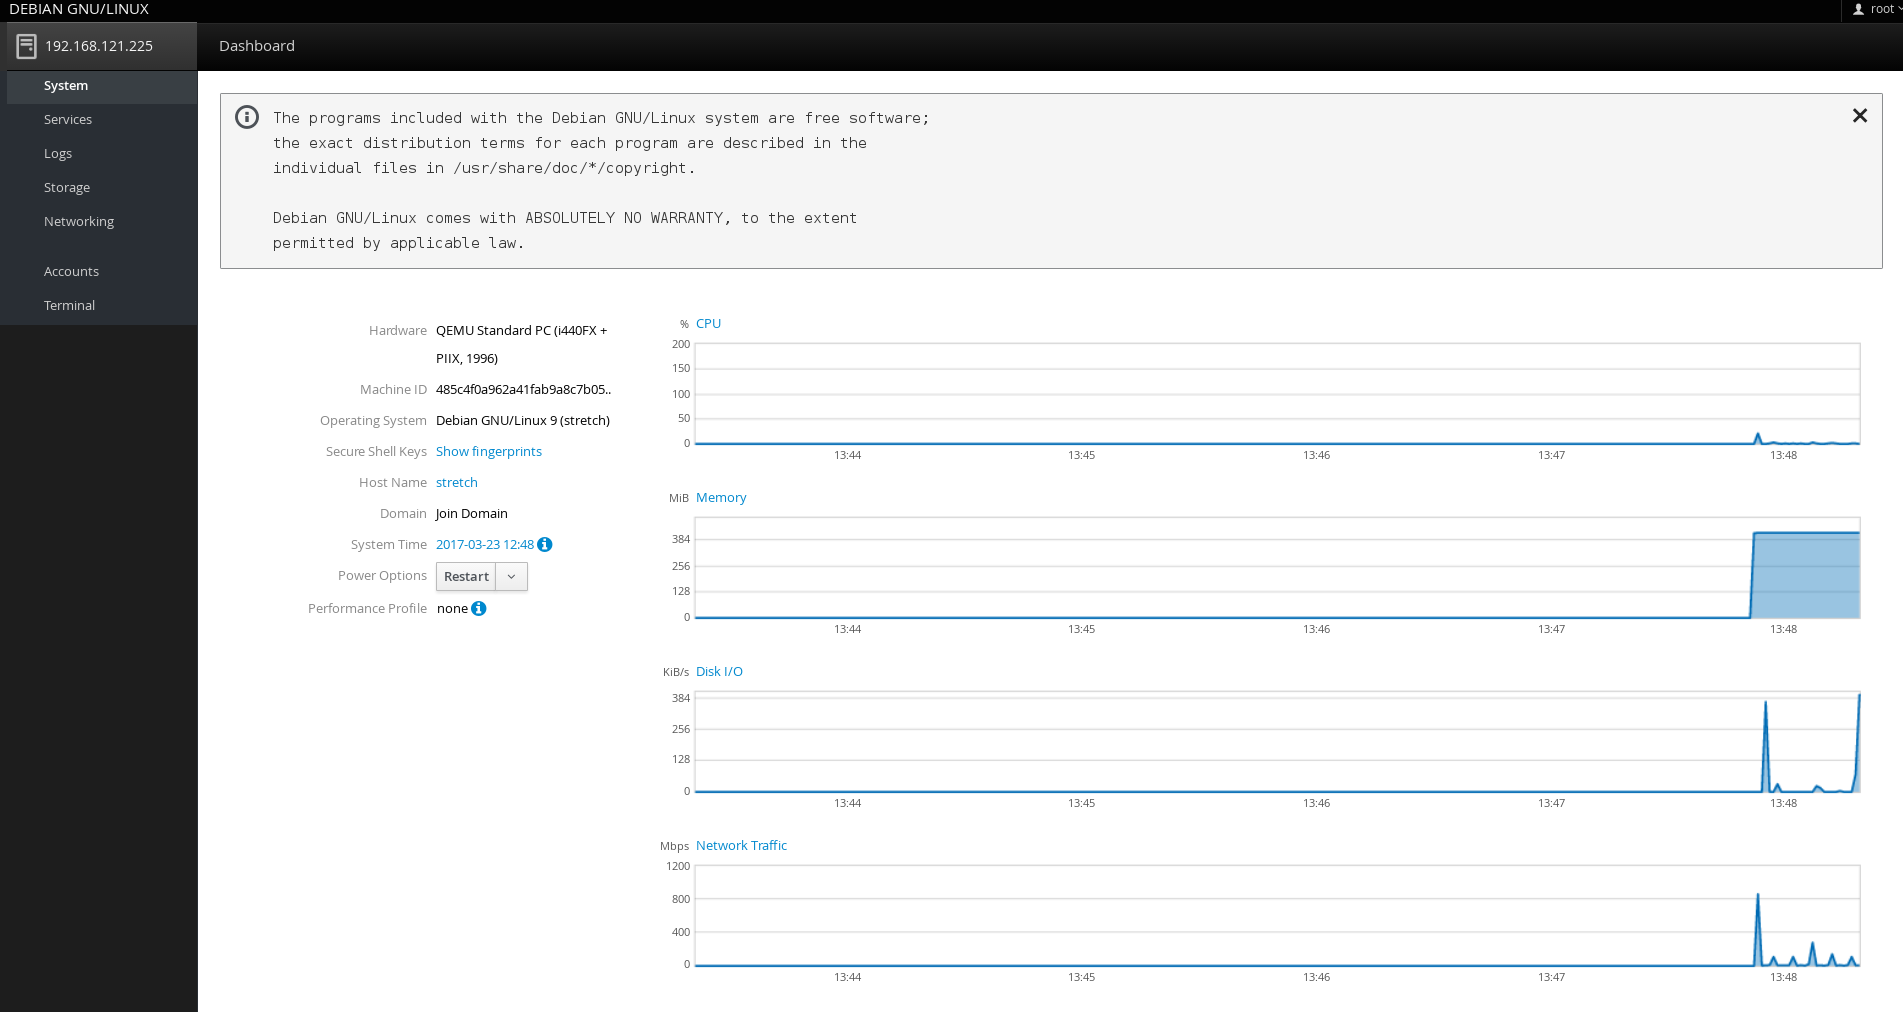 DEBIAN GNU/LINUX
root
192.168.121.225
Dashboard
System
Services
Logs
Storage
Networking
Accounts
Terminal
The programs included with the Debian GNU/Linux system are free software;
the exact distribution terms for each program are described in the
individual files in /usr/share/doc/*/copyright.
Debian GNU/Linux comes with ABSOLUTELY NO WARRANTY, to the extent
permitted by applicable law.
Hardware QEMU Standard PC (i440FX +
PIIX, 1996)
Machine ID 485c4f0a962a41fab9a8c7b05..
Operating System Debian GNU/Linux 9 (stretch)
Secure Shell Keys Show fingerprints
Host Name stretch
Domain Join Domain
System Time 2017-03-23 12:48
Power Options Restart
Performance Profile none
% CPU
200
150
100
50
0
13:44 13:45 13:46 13:47 13:48
MiB Memory
384
256
128
0
13:44 13:45 13:46 13:47 13:48
KiB/s Disk I/O
384
256
128
0
13:44 13:45 13:46 13:47 13:48
Mbps Network Traffic
1200
800
400
0
13:44 13:45 13:46 13:47 13:48